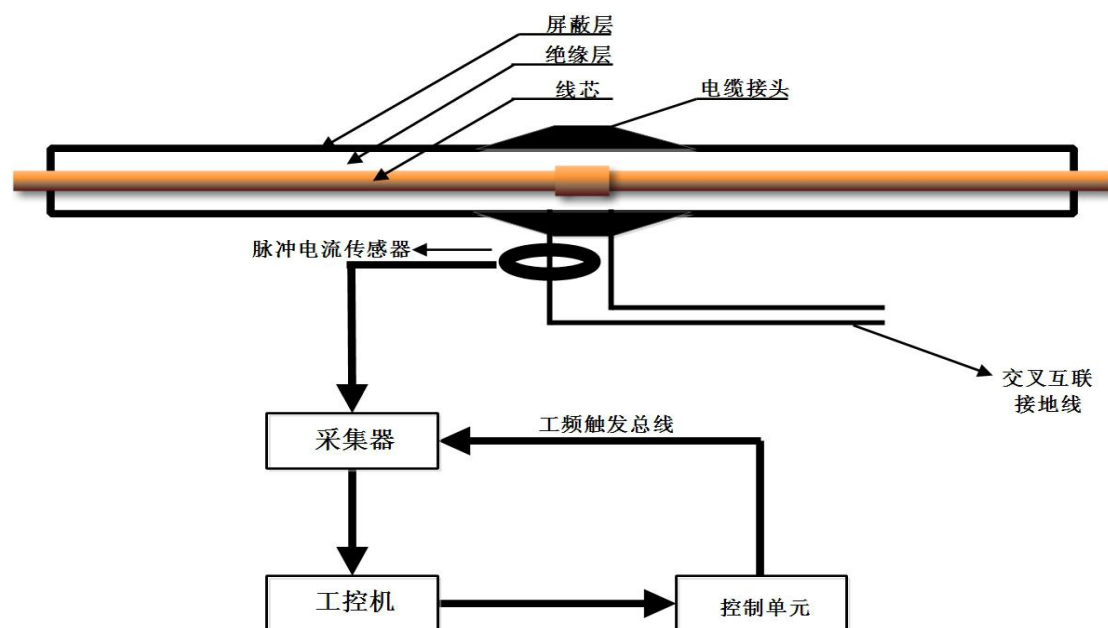 屏蔽层
绝缘层
线芯
电缆接头
脉冲电流传感器
交叉互联
接地线
采集器
工频触发总线
工控机
控制单元